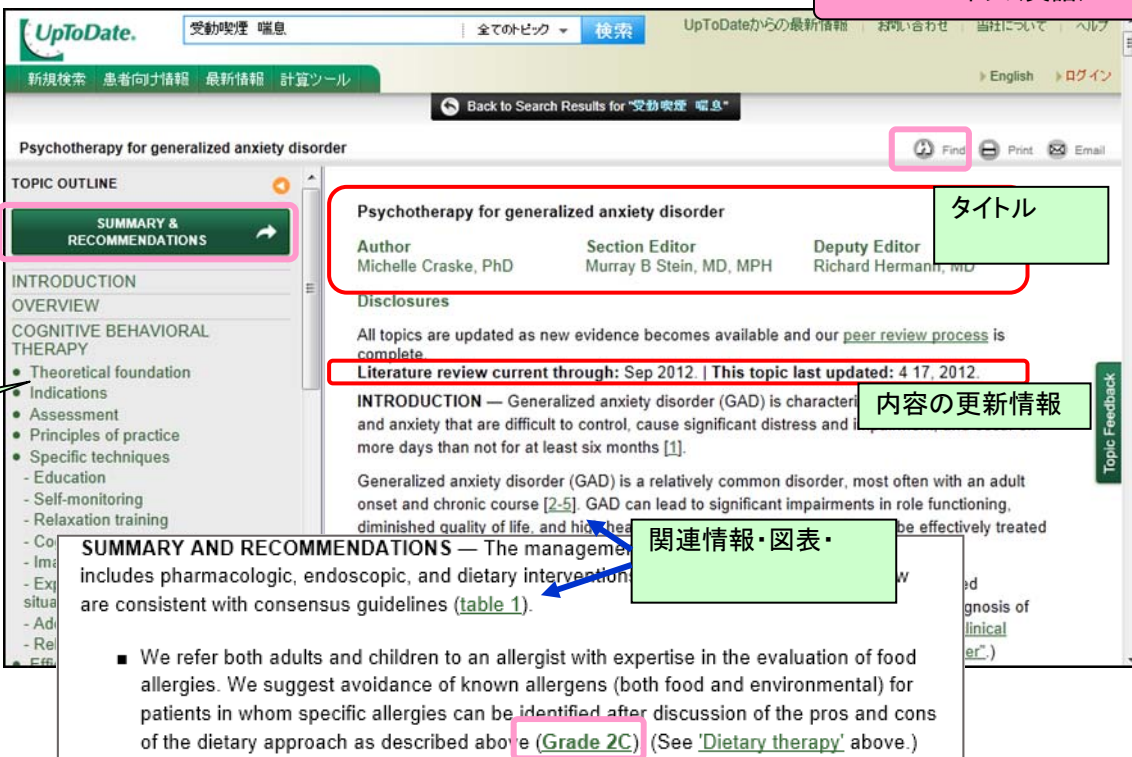 UpToDate.
受動喫煙 喘息
全てのトピック
検索
UpToDateからの最新情報
お問い合わせ
当社について
ヘルプ
新規検索 患者向け情報 最新情報 計算ツール
English ログイン
Back to Search Results for "受動喫煙 喘息"
Psychotherapy for generalized anxiety disorder
Find Print Email
TOPIC OUTLINE
SUMMARY &
RECOMMENDATIONS
INTRODUCTION
OVERVIEW
COGNITIVE BEHAVIORAL
THERAPY
• Theoretical foundation
• Indications
• Assessment
• Principles of practice
• Specific techniques
- Education
- Self-monitoring
- Relaxation training
Psychotherapy for generalized anxiety disorder
タイトル
Author Section Editor Deputy Editor
Michelle Craske, PhD Murray B Stein, MD, MPH Richard Hermann, MD
Disclosures
All topics are updated as new evidence becomes available and our peer review process is
complete.
Literature review current through: Sep 2012. | This topic last updated: 4 17, 2012.
内容の更新情報
INTRODUCTION — Generalized anxiety disorder (GAD) is
and anxiety that are difficult to control, cause significant distress and
more days than not for at least six months [1].
Generalized anxiety disorder (GAD) is a relatively common disorder, most often with an adult
onset and chronic course [2-5]. GAD can lead to significant impairments in role functioning,
diminished quality of life, and be effectively treated
関連情報・図表・
Topic Feedback
SUMMARY AND RECOMMENDATIONS — The
includes pharmacologic, endoscopic, and dietary interventions
are consistent with consensus guidelines (table 1).
■ We refer both adults and children to an allergist with expertise in the evaluation of food
allergies. We suggest avoidance of known allergens (both food and environmental) for
patients in whom specific allergies can be identified after discussion of the pros and cons
of the dietary approach as described above (Grade 2C) (See 'Dietary therapy' above.)